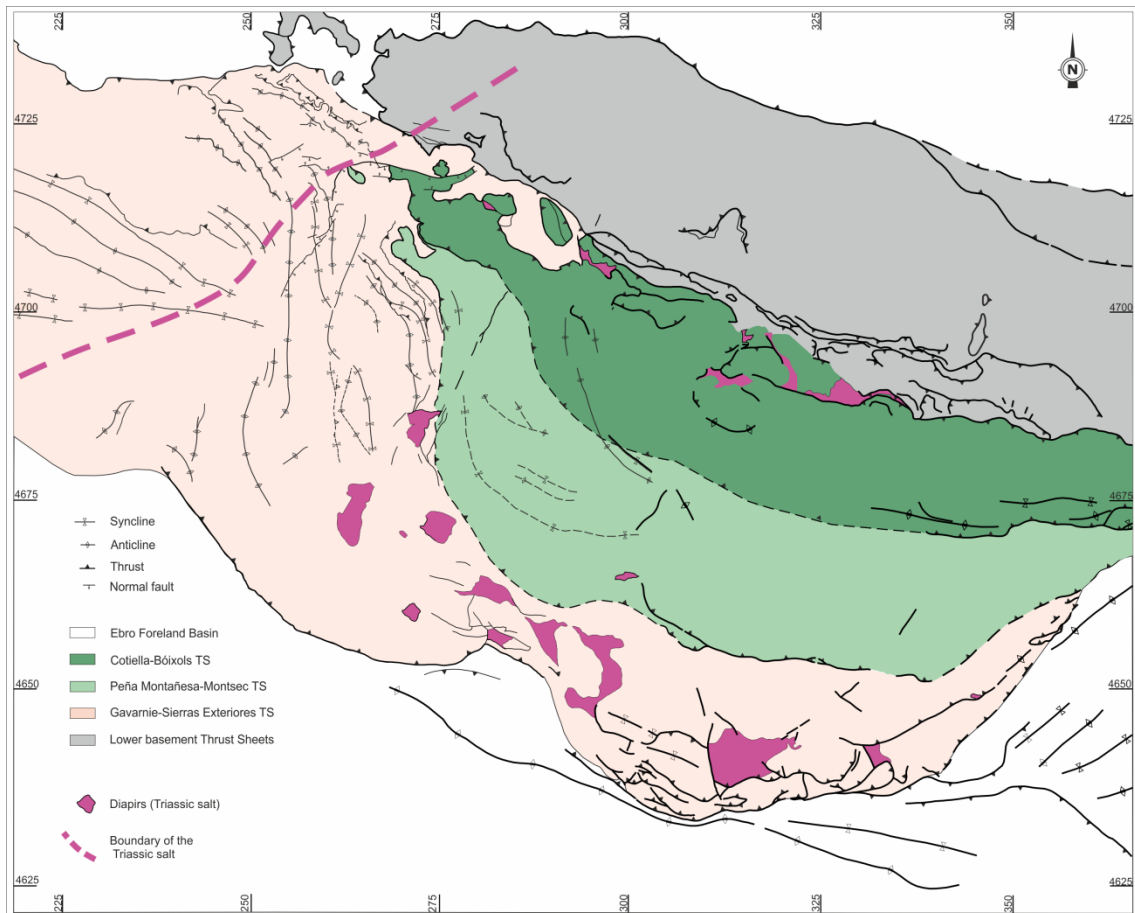 225
250
275
300
325
350
N
4725
4725
4700
4700
4675
4675
Syncline
Anticline
Thrust
Normal fault
Ebro Foreland Basin
Cotiella-Bóixols TS
Peña Montañesa-Montsec TS
Gavarnie-Sierras Exteriores TS
Lower basement Thrust Sheets
4650
4650
Diapirs (Triassic salt)
Boundary of the
Triassic salt
4625
4625
225
250
275
300
325
350